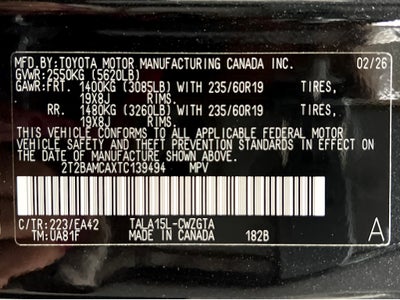 MFD.BY:TOYOTA MOTOR MANUFACTURING CANADA INC. 02/26
GVWR:2550KG (5620LB)
GAWR:FRT. 1400KG (3085LB) WITH 235/60R19 TIRES,
19X8J RIMS.
RR. 1480KG (3260LB) WITH 235/60R19 TIRES,
19X8J RIMS.
THIS VEHICLE CONFORMS TO ALL APPLICABLE FEDERAL MOTOR
VEHICLE SAFETY AND THEFT PREVENTION STANDARDS IN EFFECT
ON THE DATE OF MANUFACTURE SHOWN ABOVE.
2T2BAMCAXTC139494 MPV
C/TR:223/EA42 TALA15L-CWZGTA
TM:UA81F MADE IN CANADA 182B A